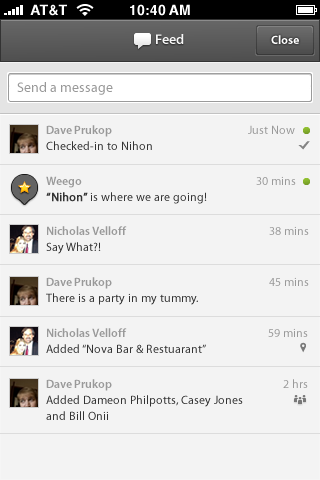 AT&T 10:40 AM
Feed Close
Send a message
Dave Prukop Just Now
Checked-in to Nihon
Weego 30 mins
“Nihon” is where we are going!
Nicholas Velloff 38 mins
Say What?!
Dave Prukop 45 mins
There is a party in my tummy.
Nicholas Velloff 59 mins
Added “Nova Bar & Restuarant”
Dave Prukop 2 hrs
Added Dameon Philpotts, Casey Jones
and Bill Onii